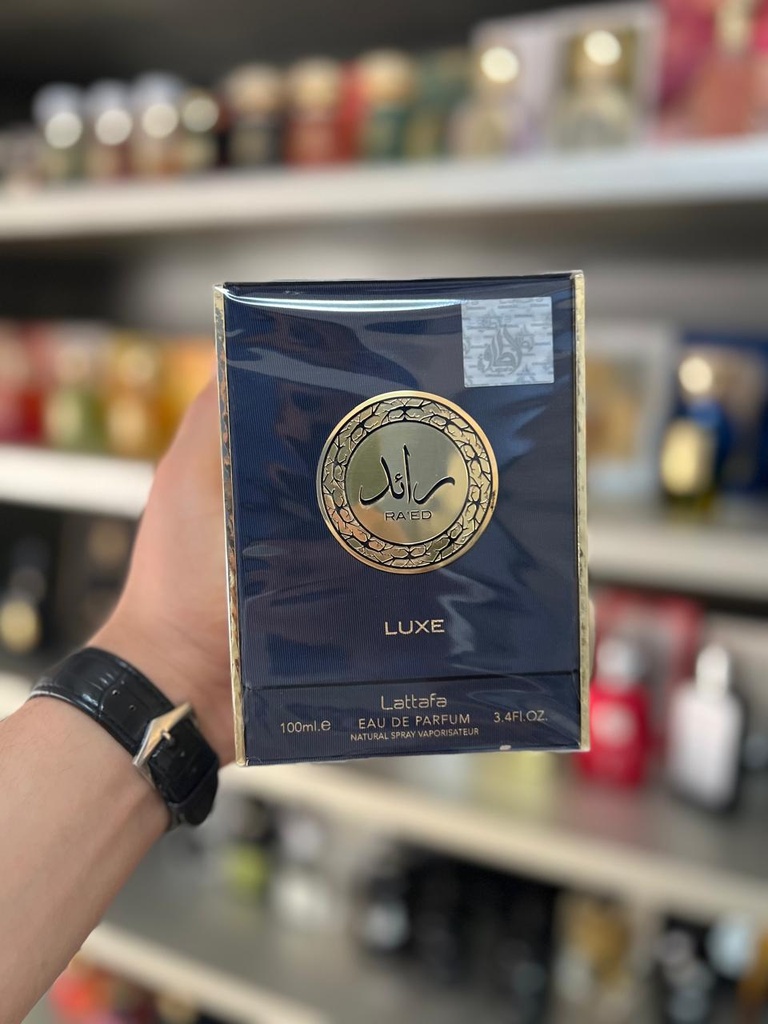 رائد
RA'ED
LUXE
Lattafa
100ml.e EAU DE PARFUM 3.4Fl.OZ.
NATURAL SPRAY VAPORISATEUR